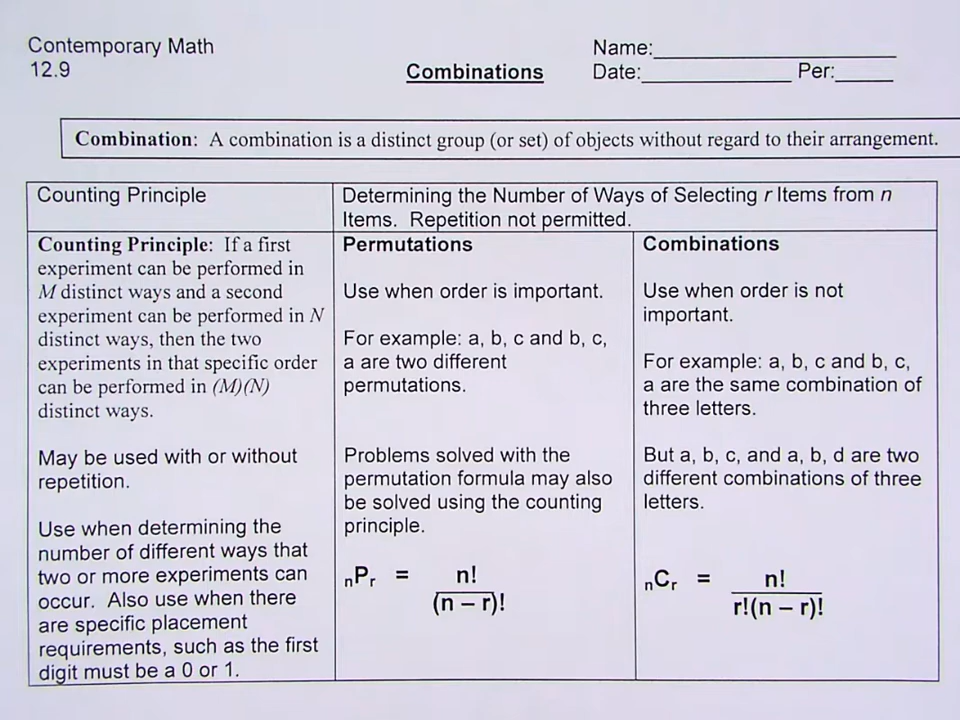 Contemporary Math
12.9
Name:
Combinations
Date: Per:
Combination: A combination is a distinct group (or set) of objects without regard to their arrangement.
Counting Principle
Determining the Number of Ways of Selecting r Items from n
Items. Repetition not permitted.
Counting Principle: If a first
experiment can be performed in
M distinct ways and a second
experiment can be performed in N
distinct ways, then the two
experiments in that specific order
can be performed in (M)(N)
distinct ways.
May be used with or without
repetition.
Use when determining the
number of different ways that
two or more experiments can
occur. Also use when there
are specific placement
requirements, such as the first
digit must be a 0 or 1.
Permutations
Use when order is important.
For example: a, b, c and b, c,
a are two different
permutations.
Problems solved with the
permutation formula may also
be solved using the counting
principle.
nPr = n!
(n – r)!
Combinations
Use when order is not
important.
For example: a, b, c and b, c,
a are the same combination of
three letters.
But a, b, c, and a, b, d are two
different combinations of three
letters.
nCr = n!
r!(n – r)!